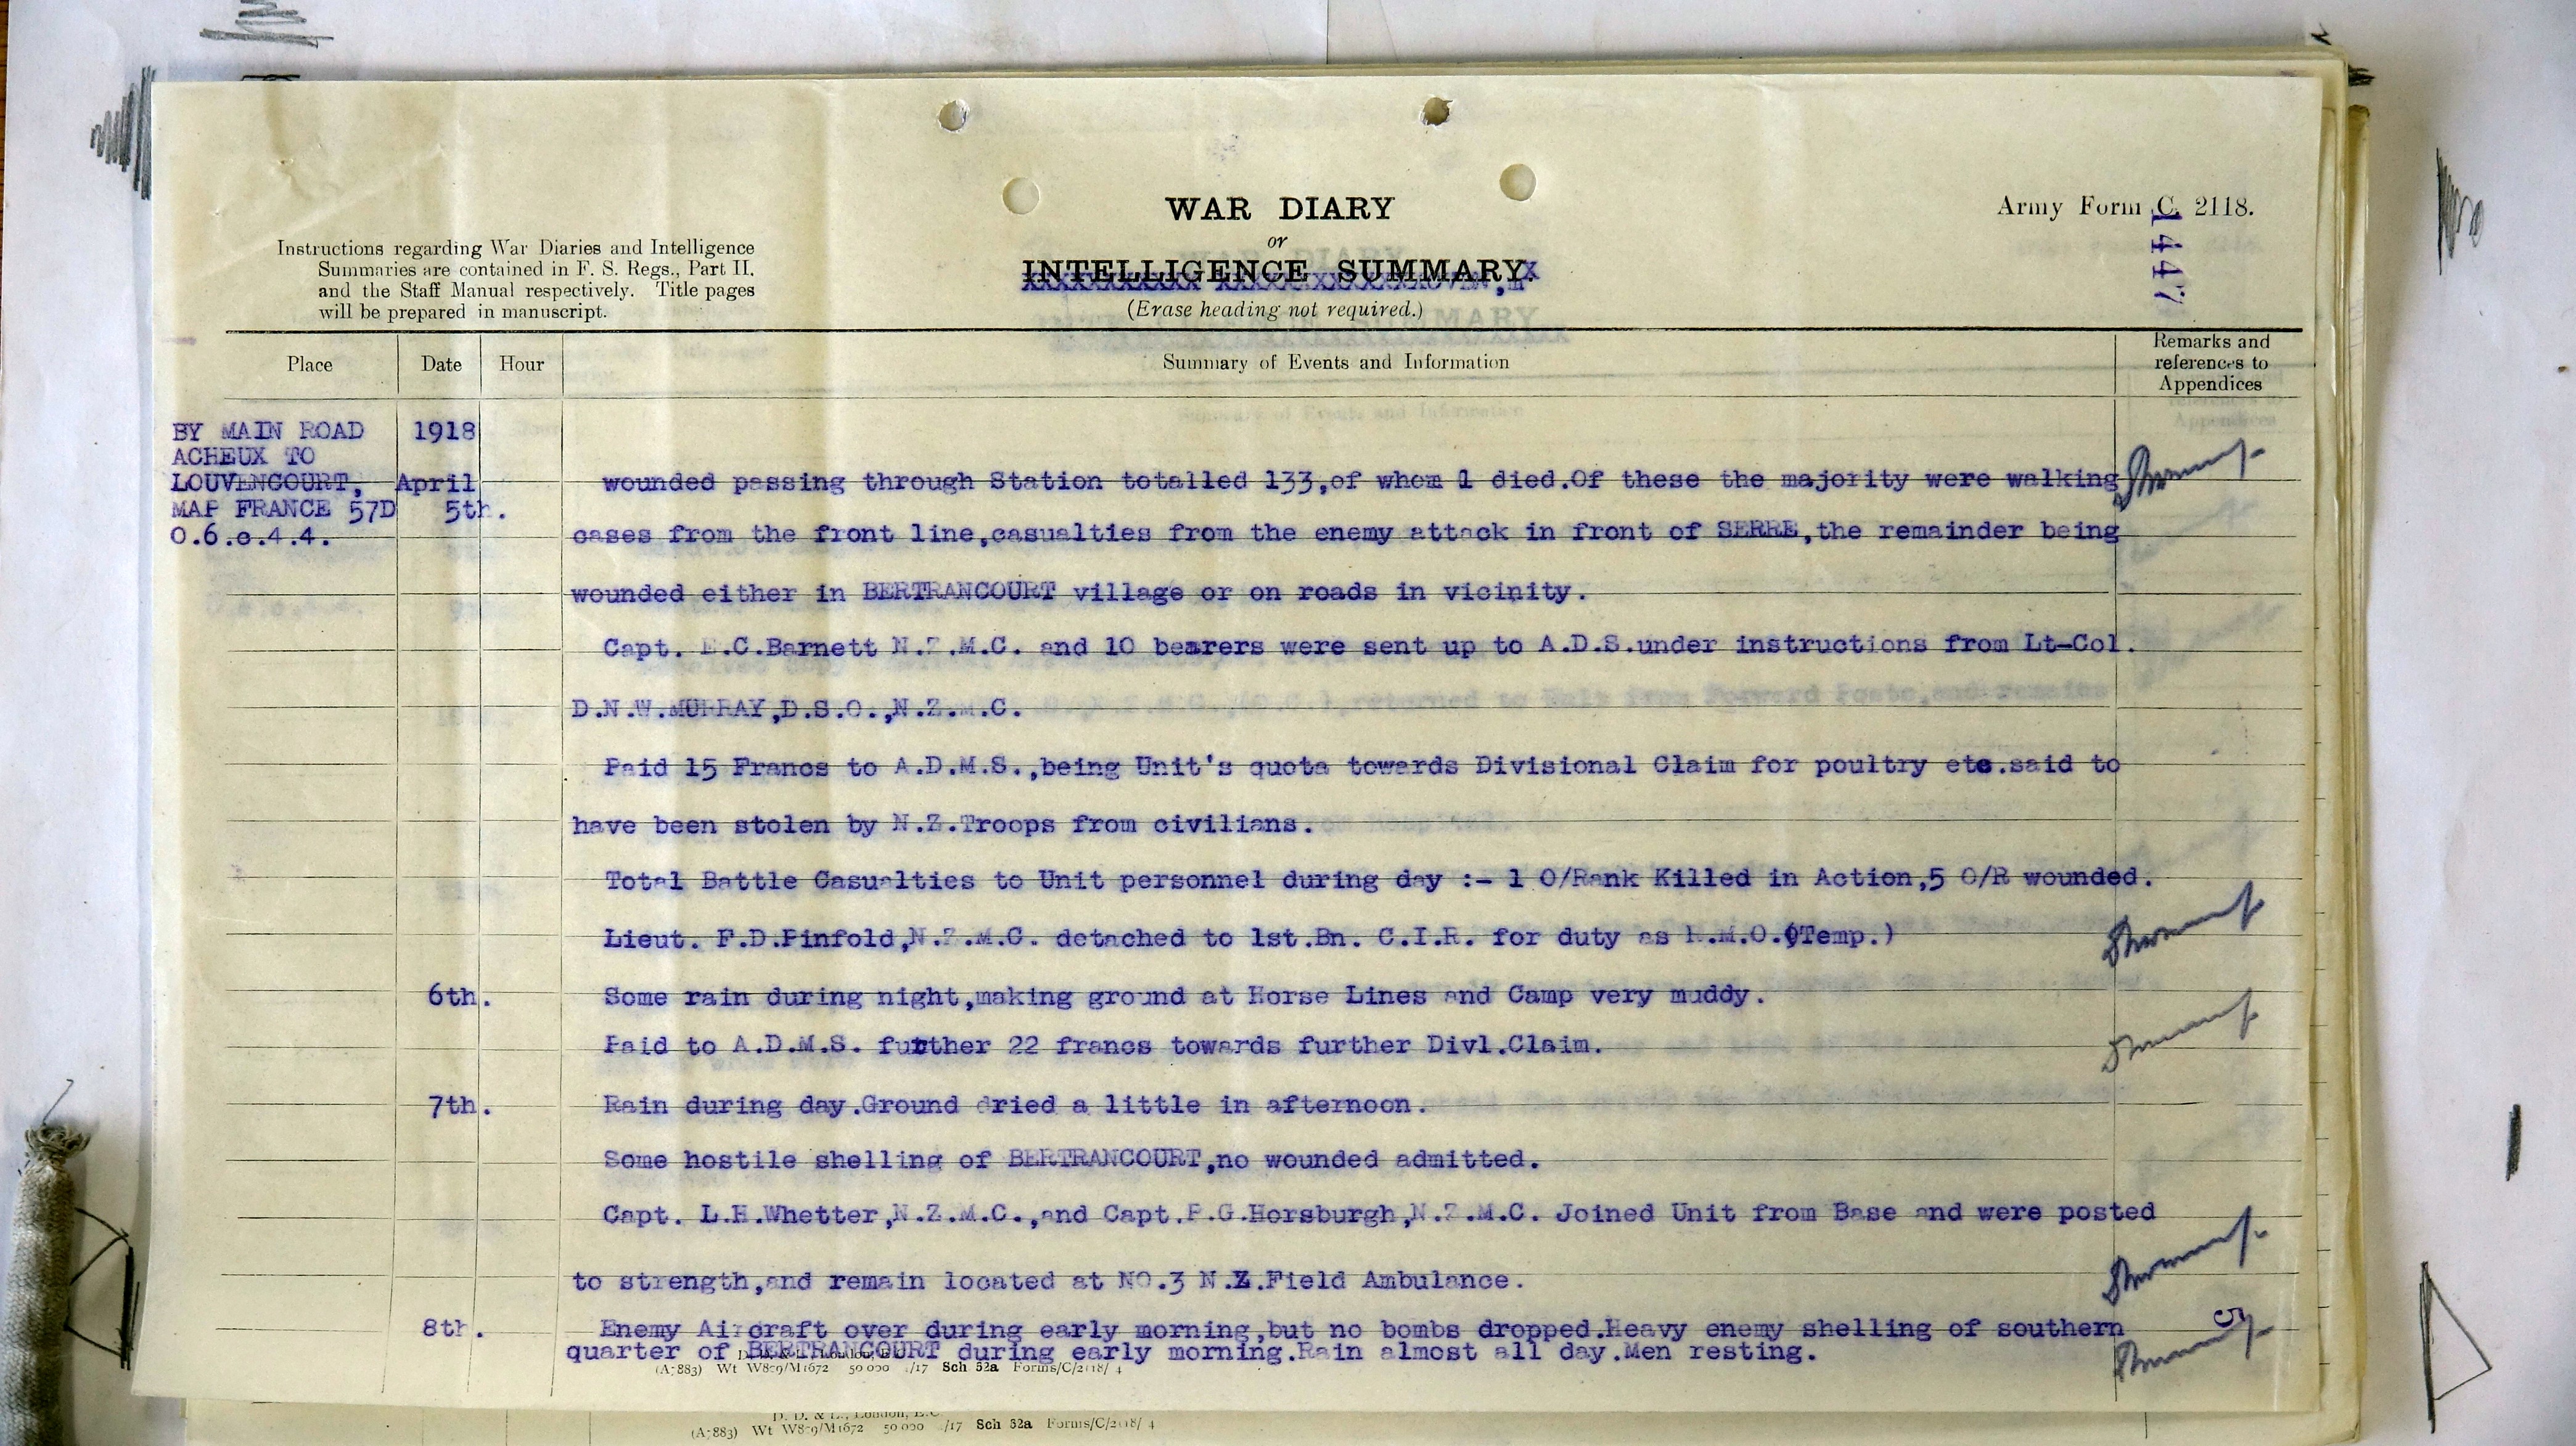 WAR DIARY
or
INTELLIGENCE SUMMARY.
(Erase heading not required.)
Army Form C. 2118.
1447
Instructions regarding War Diaries and Intelligence
Summaries are contained in F. S. Regs., Part II.
and the Staff Manual respectively. Title pages
will be prepared in manuscript.
Place Date Hour Summary of Events and Information Remarks and
references to
Appendices
BY MAIN ROAD 1918
ACHEUX TO
LOUVENCOURT, April wounded passing through Station totalled 133,of whom 1 died.Of these the majority were walking
MAP FRANCE 57D 5th.
O.6.c.4.4. cases from the front line,casualties from the enemy attack in front of SERRE,the remainder being
wounded either in BERTRANCOURT village or on roads in vicinity.
Capt. E.C.Barnett N.Z.M.C. and 10 bearers were sent up to A.D.S.under instructions from Lt-Col.
D.N.W.MURRAY,D.S.O.,N.Z.M.C.
Paid 15 Francs to A.D.M.S.,being Unit's quota towards Divisional Claim for poultry etc.said to
have been stolen by N.Z.Troops from civilians.
Total Battle Casualties to Unit personnel during day :- 1 O/Rank Killed in Action,5 O/R wounded.
Lieut. F.D.Pinfold,N.Z.M.C. detached to 1st.Bn. C.I.R. for duty as R.M.O.(Temp.)
6th. Some rain during night,making ground at Horse Lines and Camp very muddy.
Paid to A.D.M.S. further 22 francs towards further Divl.Claim.
7th. Rain during day.Ground dried a little in afternoon.
Some hostile shelling of BERTRANCOURT,no wounded admitted.
Capt. L.H.Whetter,N.Z.M.C.,and Capt.P.G.Horsburgh,N.Z.M.C. Joined Unit from Base and were posted
to strength,and remain located at NO.3 N.Z.Field Ambulance.
8th. Enemy Aircraft over during early morning,but no bombs dropped.Heavy enemy shelling of southern
quarter of BERTRANCOURT during early morning.Rain almost all day.Men resting.
5
Sch 52a
D. D. & L., London, E.C.
Sch 52a